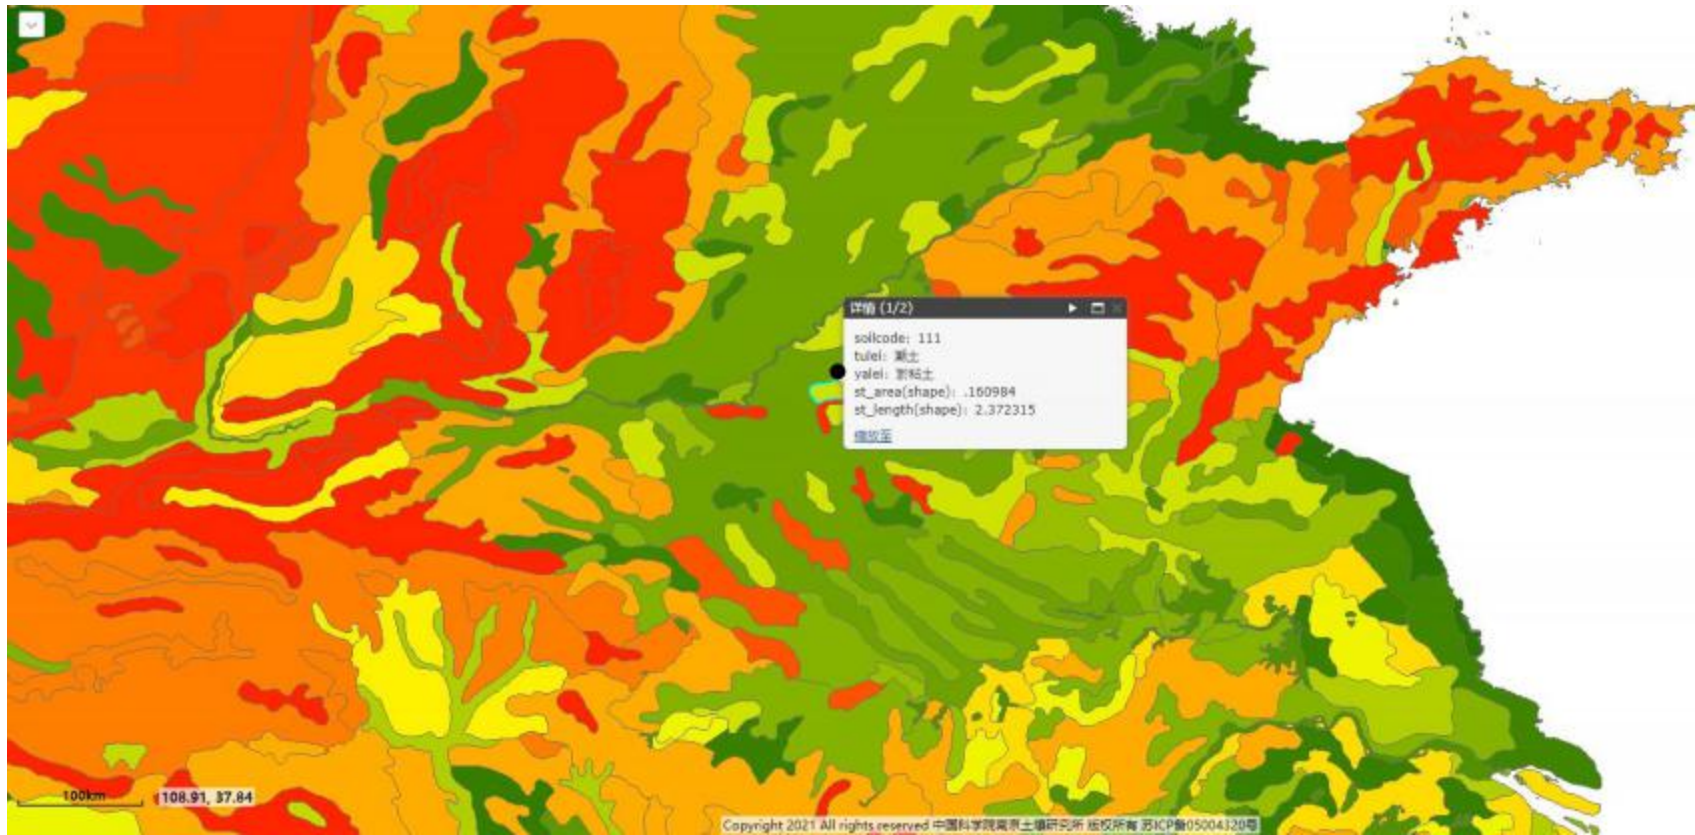 详情 (1/2)
soilcode: 111
tulei: 潮土
yalei: 淤粘土
st_area(shape): .160984
st_length(shape): 2.372315
缩放至
100km
108.91, 37.84
Copyright 2021 All rights reserved 中国科学院南京土壤研究所 版权所有 苏ICP备05004320号